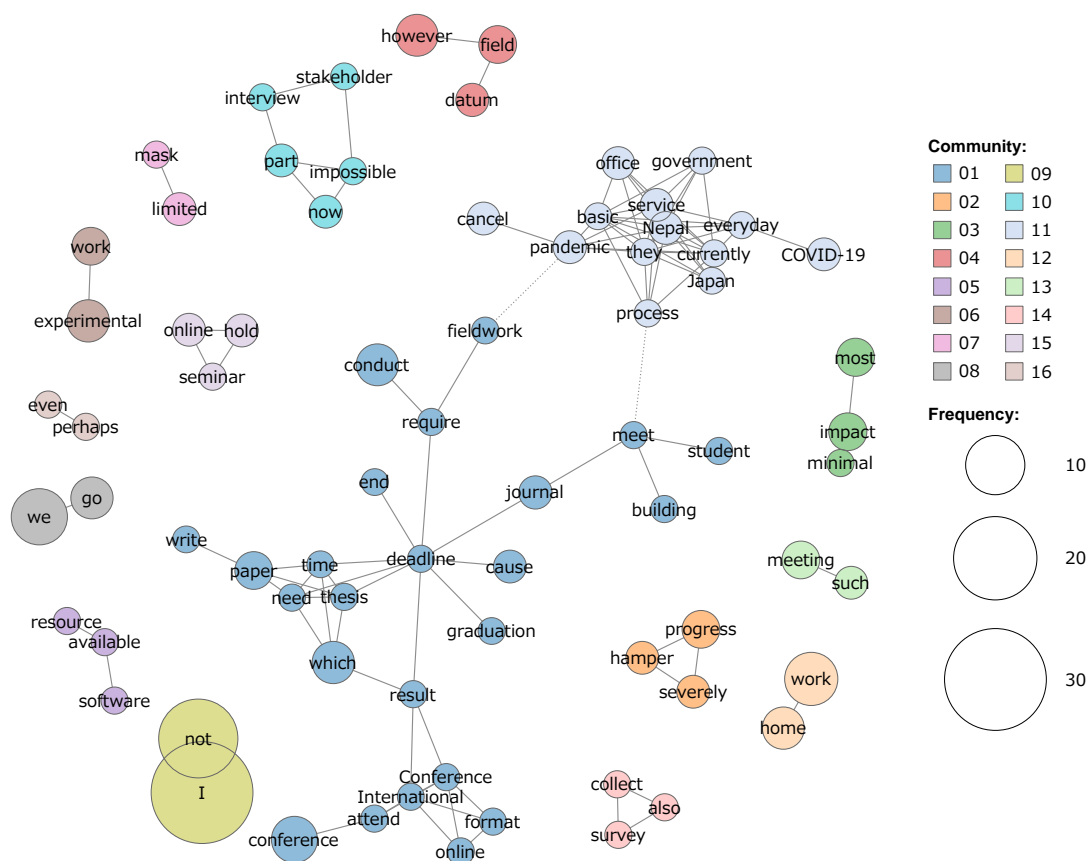 however
field
datum
stakeholder
interview
part
impossible
now
mask
limited
office
government
service
basic
Nepal
everyday
cancel
pandemic
they
currently
COVID-19
Japan
process
work
experimental
online
hold
seminar
fieldwork
conduct
require
even
perhaps
most
impact
minimal
meet
student
building
journal
end
we
go
write
paper
time
deadline
cause
need
thesis
graduation
which
result
meeting
such
resource
available
software
progress
hamper
severely
work
home
not
I
Conference
International
attend
format
conference
online
collect
also
survey
Community:
01 09
02 10
03 11
04 12
05 13
06 14
07 15
08 16
Frequency:
10
20
30